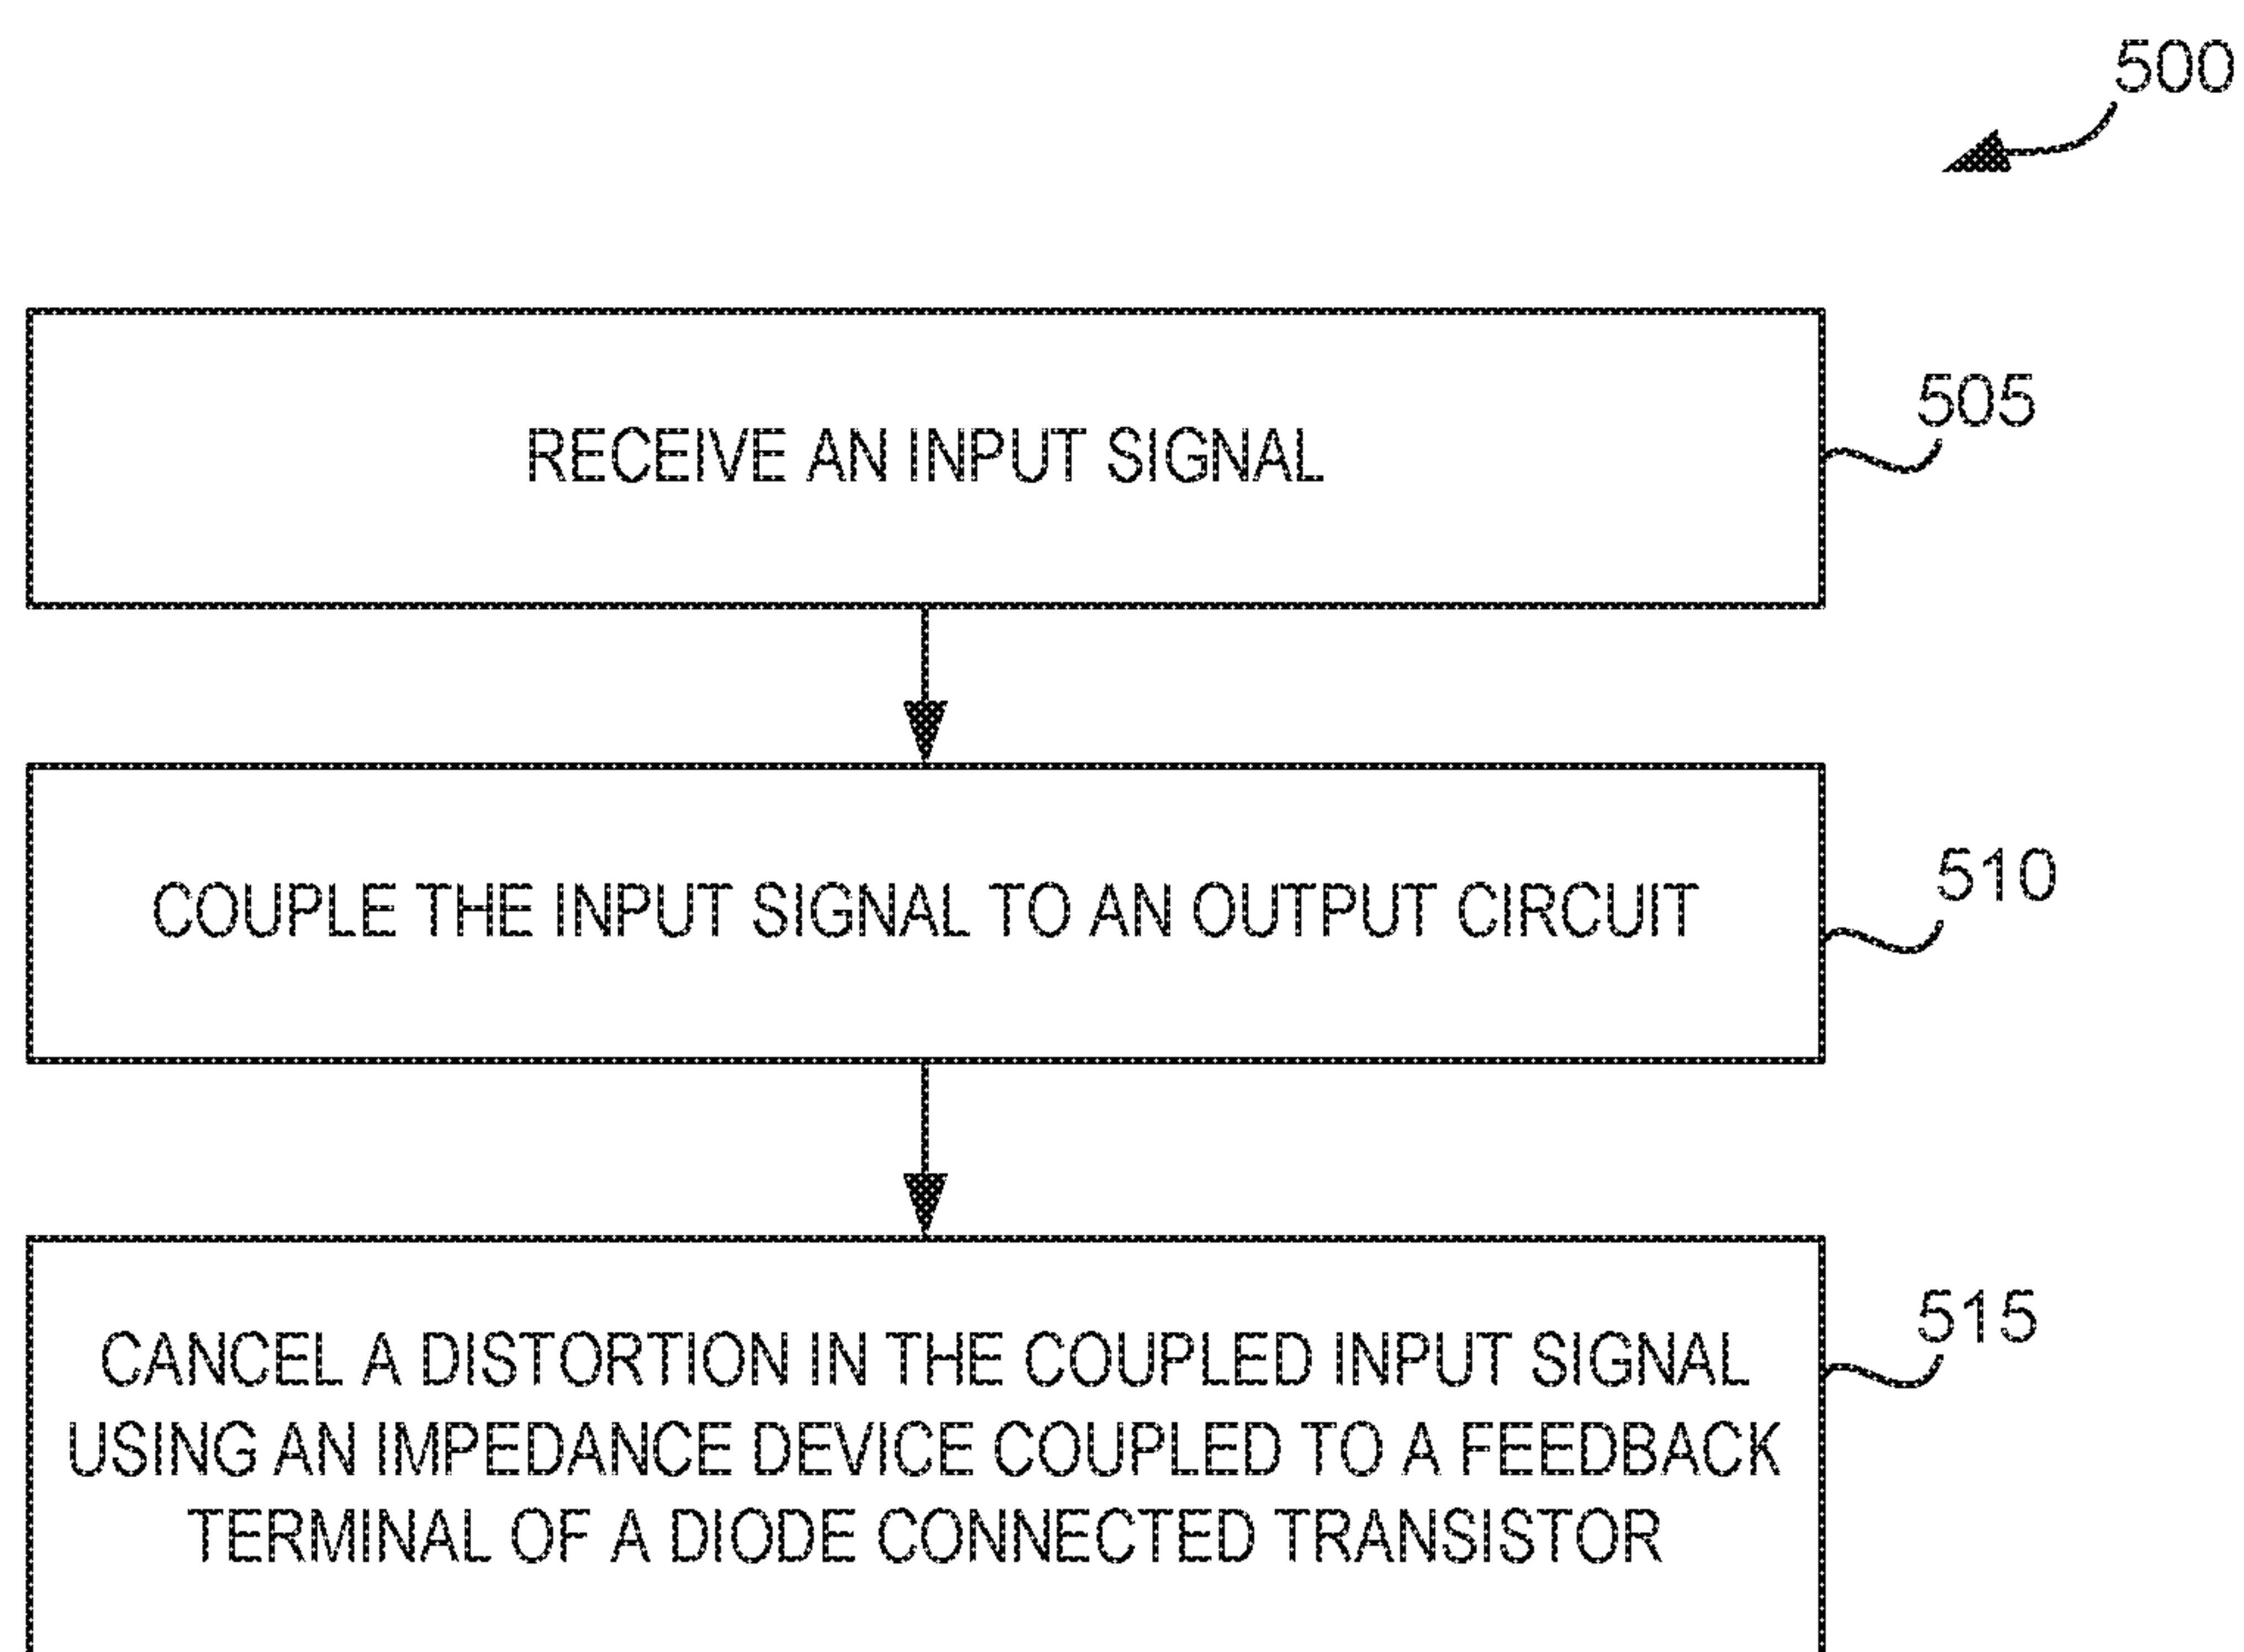 500
RECEIVE AN INPUT SIGNAL
505
COUPLE THE INPUT SIGNAL TO AN OUTPUT CIRCUIT
510
CANCEL A DISTORTION IN THE COUPLED INPUT SIGNAL
USING AN IMPEDANCE DEVICE COUPLED TO A FEEDBACK
TERMINAL OF A DIODE CONNECTED TRANSISTOR
515